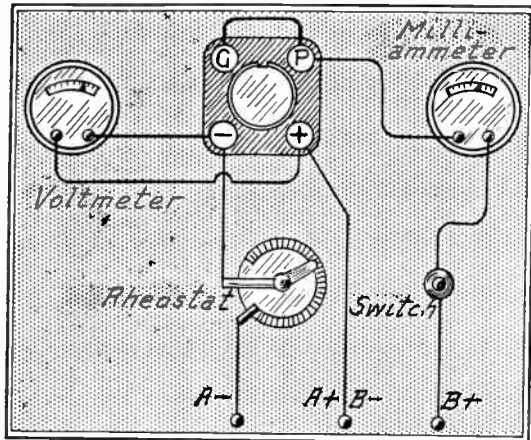 Milli-
ammeter
G P
- +
Voltmeter
Rheostat
Switch
A- A+ B- B+